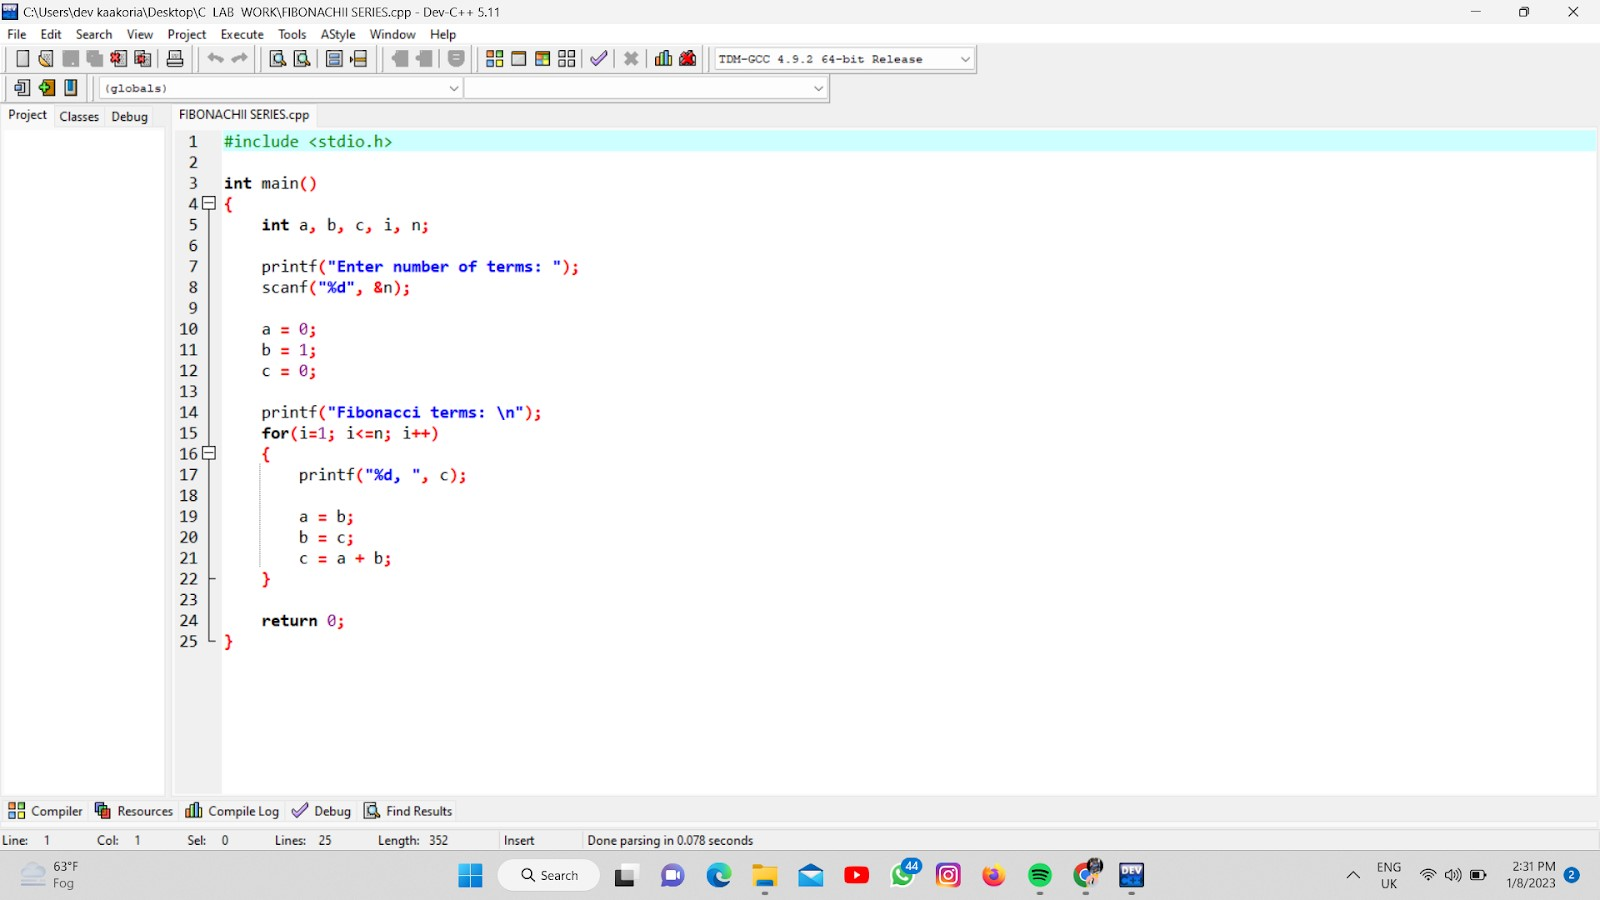 C:\Users\dev kaakoria\Desktop\C LAB WORK\FIBONACHII SERIES.cpp - Dev-C++ 5.11
File Edit Search View Project Execute Tools AStyle Window Help
TDM-GCC 4.9.2 64-bit Release
(globals)
Project Classes Debug FIBONACHII SERIES.cpp
1 #include <stdio.h>
2
3 int main()
4 {
5 int a, b, c, i, n;
6
7 printf("Enter number of terms: ");
8 scanf("%d", &n);
9
10 a = 0;
11 b = 1;
12 c = 0;
13
14 printf("Fibonacci terms: \n");
15 for(i=1; i<=n; i++)
16 {
17 printf("%d, ", c);
18
19 a = b;
20 b = c;
21 c = a + b;
22 }
23
24 return 0;
25 }
Compiler Resources Compile Log Debug Find Results
Line: 1 Col: 1 Sel: 0 Lines: 25 Length: 352 Insert Done parsing in 0.078 seconds
63°F
Fog
Search
44
DEV
ENG
UK
2:31 PM
1/8/2023
2